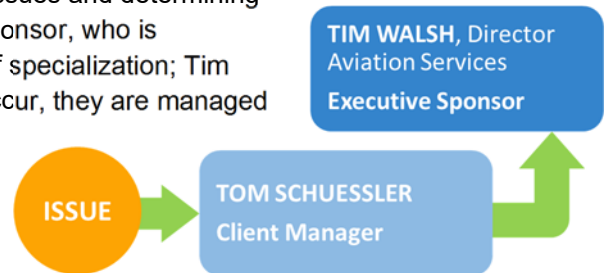 ssues and determining
onsor, who is
f specialization; Tim
cur, they are managed
TIM WALSH, Director
Aviation Services
Executive Sponsor
ISSUE
TOM SCHUESSLER
Client Manager